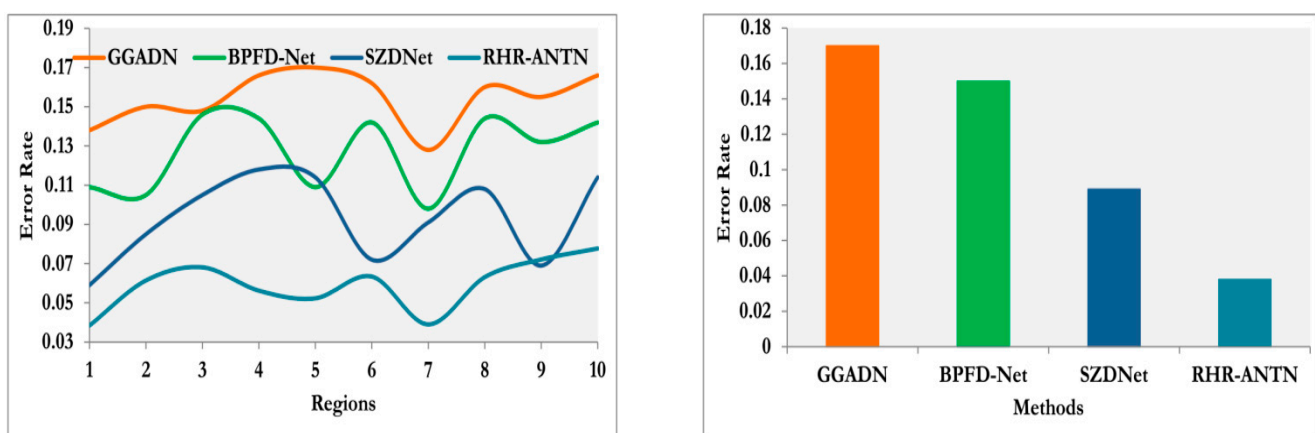 0.19
GGADN BPFD-Net SZDNet RHR-ANTN
0.17
0.15
0.13
0.11
0.09
0.07
0.05
0.03
Error Rate
1 2 3 4 5 6 7 8 9 10
Regions
0.18
0.16
0.14
0.12
0.1
0.08
0.06
0.04
0.02
0
Error Rate
GGADN BPFD-Net SZDNet RHR-ANTN
Methods